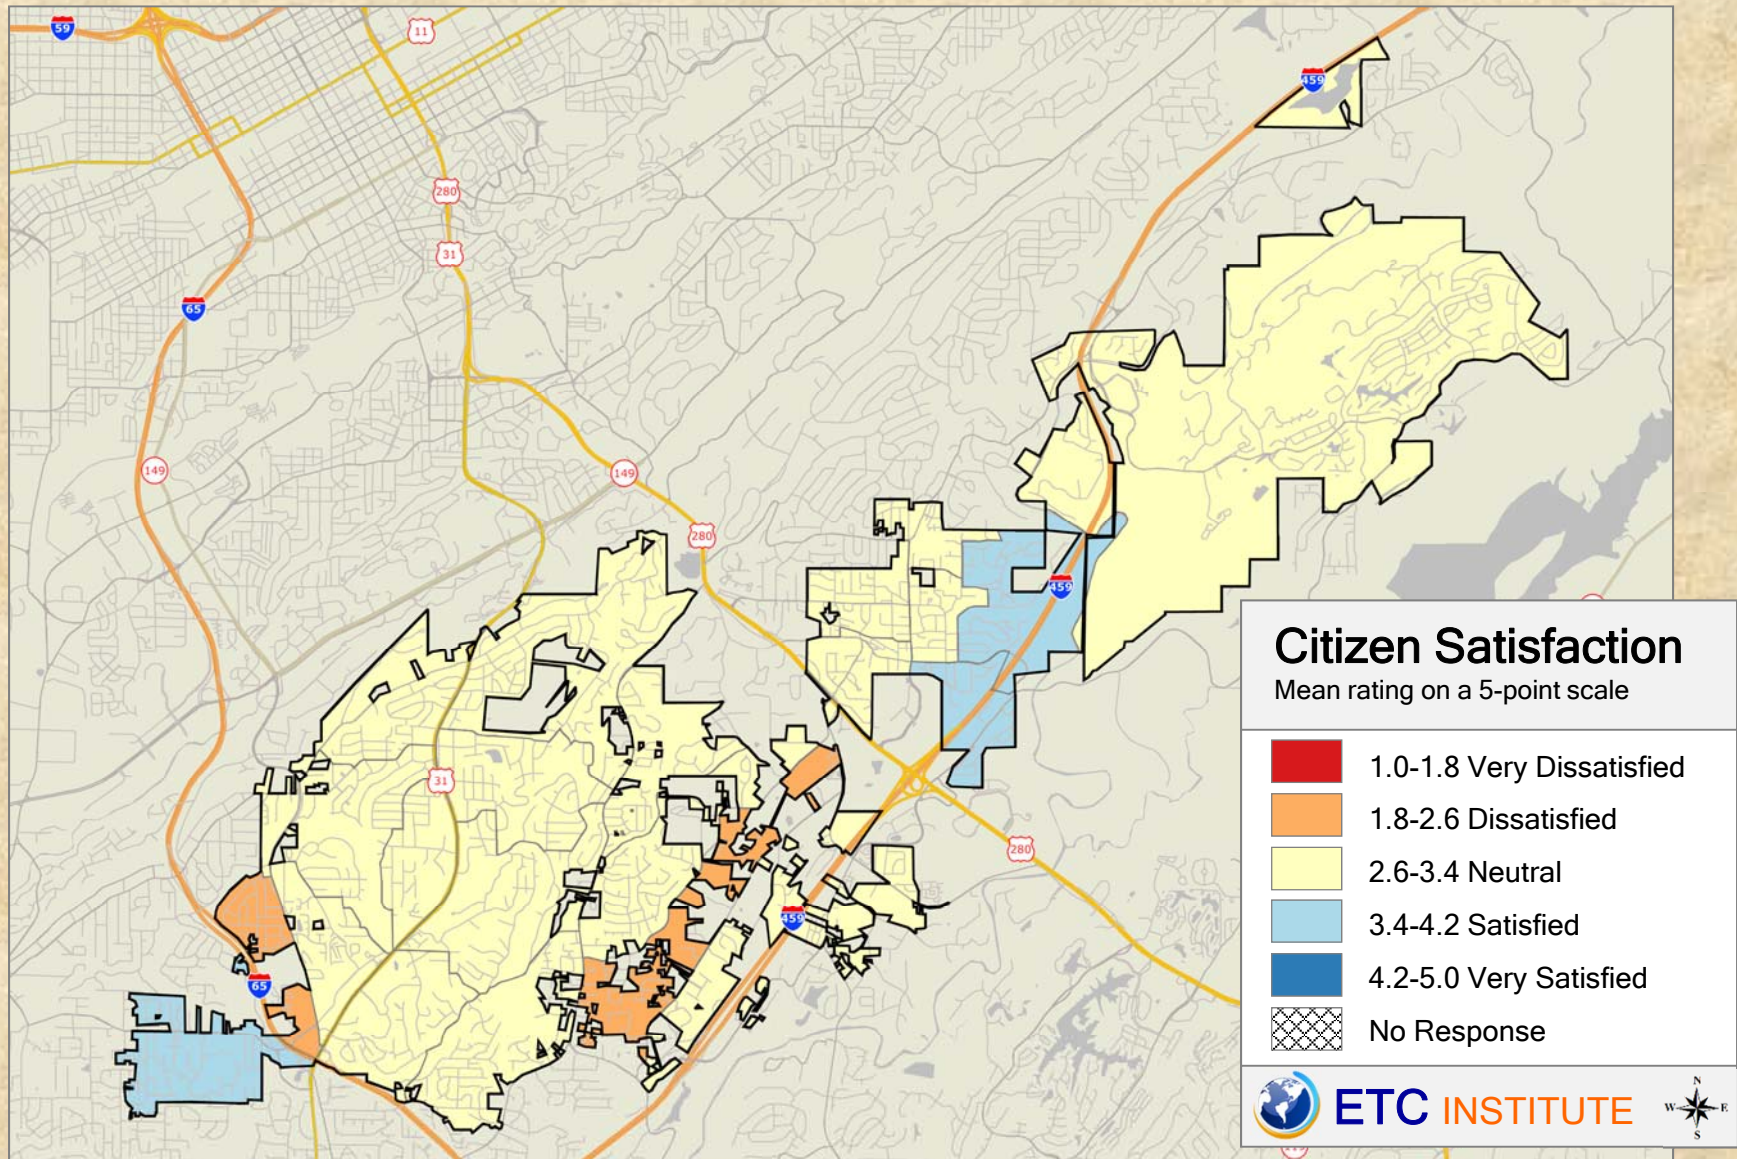 59
11
459
280
31
65
149
149
280
459
31
280
459
65
Citizen Satisfaction
Mean rating on a 5-point scale
1.0-1.8 Very Dissatisfied
1.8-2.6 Dissatisfied
2.6-3.4 Neutral
3.4-4.2 Satisfied
4.2-5.0 Very Satisfied
No Response
ETC INSTITUTE
N
W E
S